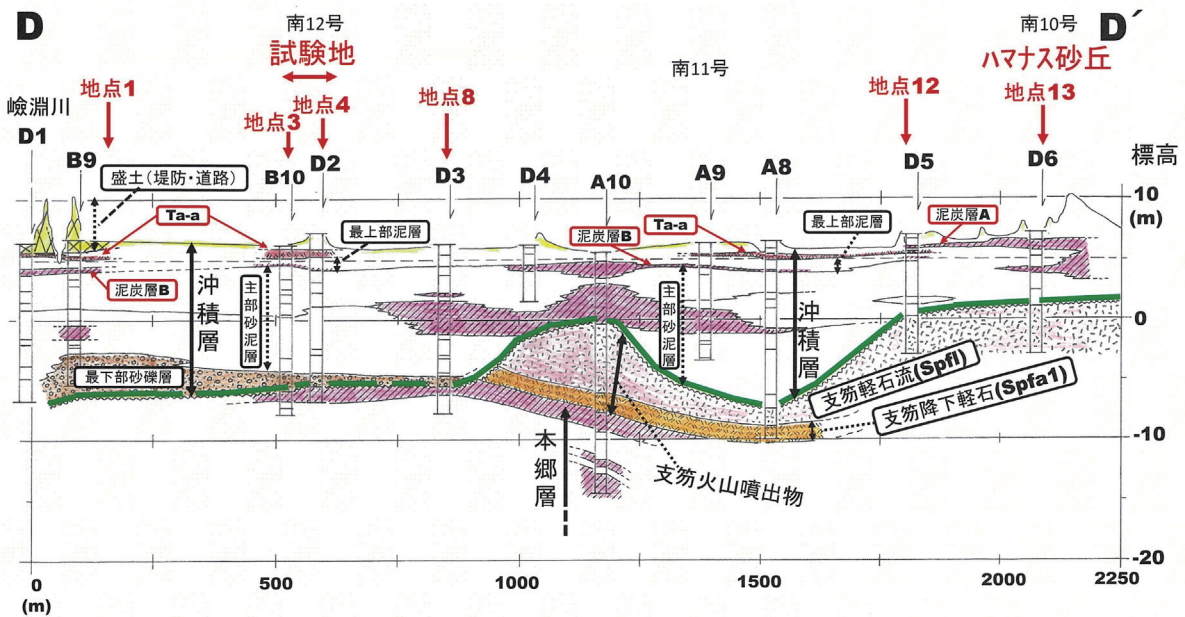 D
南12号
試験地
南11号
南10号
D´
ハマナス砂丘
地点1
地点3
地点4
地点8
地点12
地点13
嶮淵川
D1
B9
B10
D2
D3
D4
A10
A9
A8
D5
D6
標高
10
(m)
盛土(堤防・道路)
Ta-a
最上部泥層
泥炭層B
Ta-a
最上部泥層
泥炭層A
泥炭層B
沖積層
主部砂泥層
主部砂泥層
沖積層
0
最下部砂礫層
支笏軽石流(Spfl)
支笏降下軽石(Spfa1)
-10
本郷層
支笏火山噴出物
-20
0
500
1000
1500
2000
2250
(m)